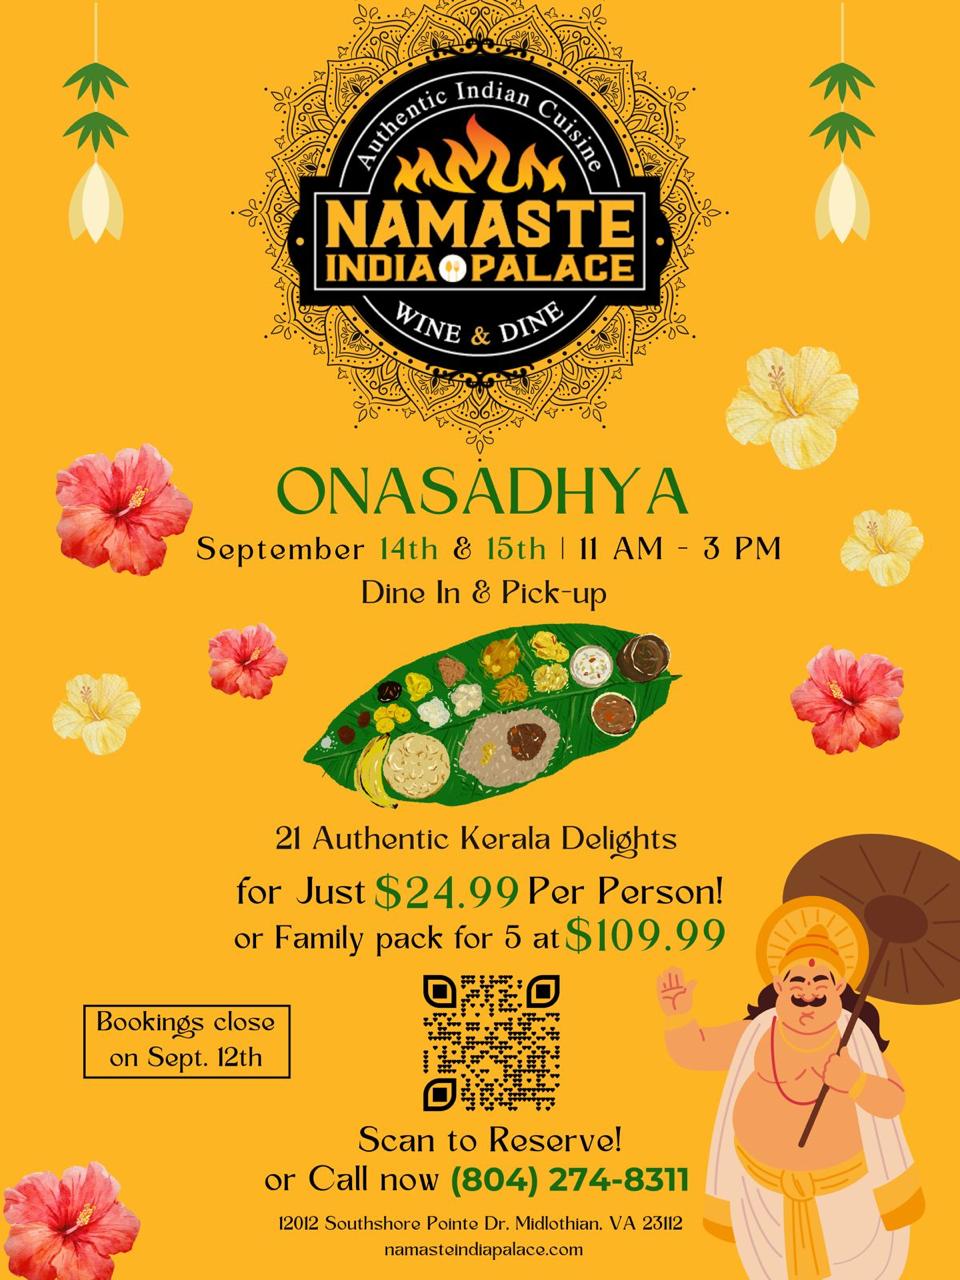 Authentic Indian Cuisine
NAMASTE
INDIA PALACE
WINE & DINE
ONASADHYA
September 14th & 15th | 11 AM - 3 PM
Dine In & Pick-up
21 Authentic Kerala Delights
for Just $24.99 Per Person!
or Family pack for 5 at $109.99
Bookings close
on Sept. 12th
Scan to Reserve!
or Call now (804) 274-8311
12012 Southshore Pointe Dr, Midlothian, VA 23112
namasteindiapalace.com